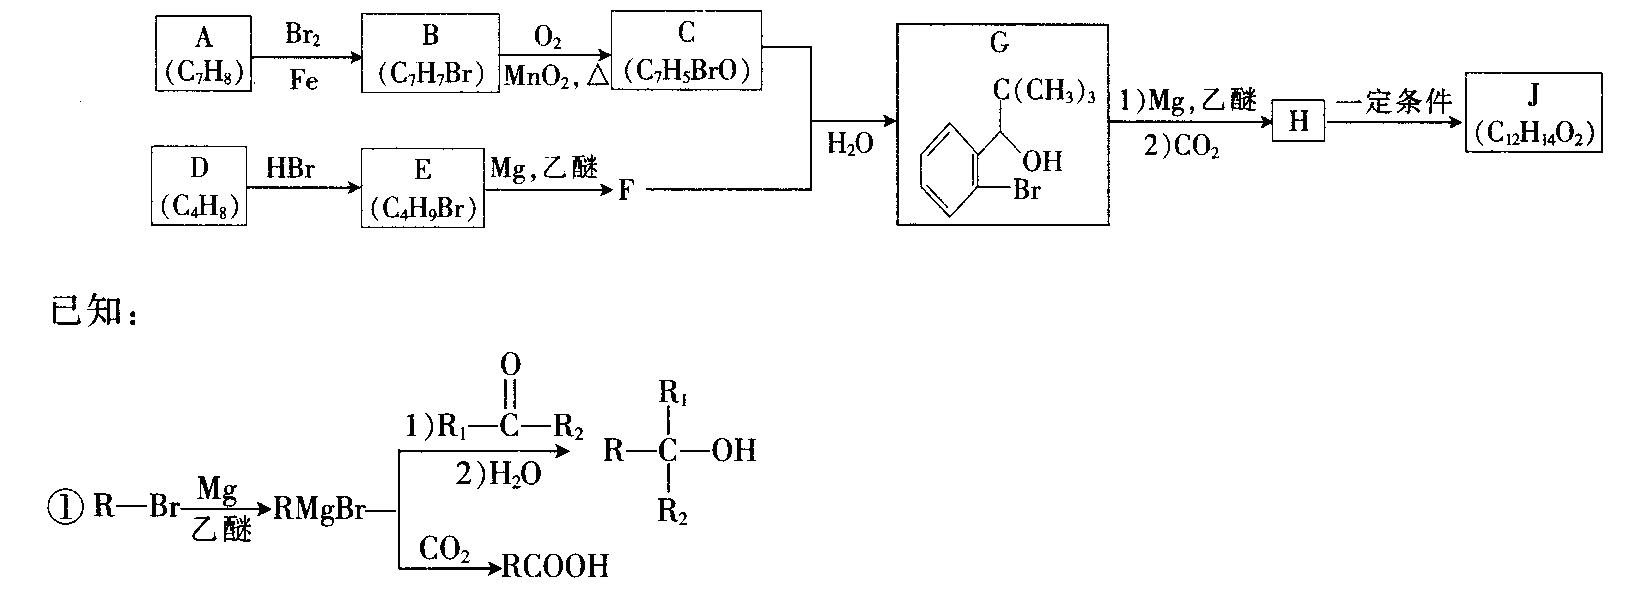 A
(C₇H₈)
Br₂
Fe
B
(C₇H₇Br)
O₂
MnO₂,△
C
(C₇H₅BrO)
D
(C₄H₈)
HBr
E
(C₄H₉Br)
Mg,乙醚
F
H₂O
G
C(CH₃)₃
OH
Br
1)Mg,乙醚
2)CO₂
H
一定条件
J
(C₁₂H₁₄O₂)
已知：
① R—Br
Mg
乙醚
RMgBr
O
1)R₁—C—R₂
2)H₂O
R₁
R—C—OH
R₂
CO₂
RCOOH